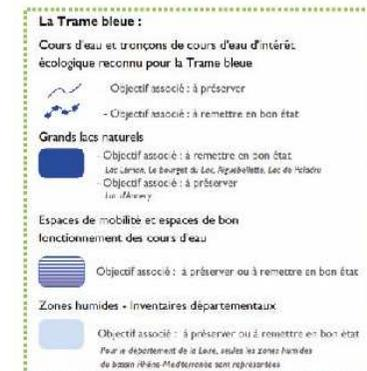 La Trame bleue :
Cours d'eau et tronçons de cours d'eau d'intérêt
écologique reconnu pour la Trame bleue
Objectif associé : à préserver
- Objectif associé : à remettre en bon état
Grands lacs naturels
- Objectif associé : à remettre en bon état
Lac Léman, Le bourget du Lac, Aiguebellette, Lac de Paladru
- Objectif associé : à préserver
Lac d'Annecy
Espaces de mobilité et espaces de bon
fonctionnement des cours d'eau
Objectif associé : à préserver ou à remettre en bon état
Zones humides - Inventaires départementaux
Objectif associé : à préserver ou à remettre en bon état
Pour le département de la Loire, seules les zones humides
du bassin Rhône-Méditerranée sont représentées